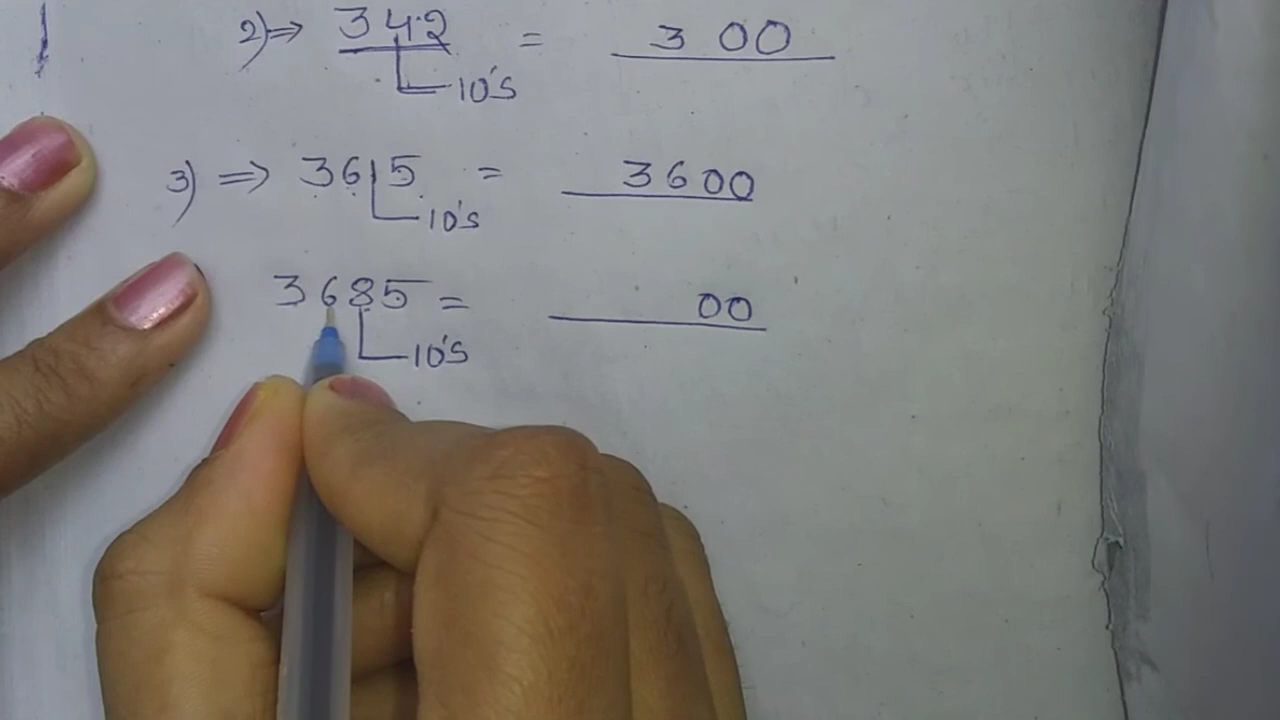 2) ⇒ 342 = 300
10's
3) ⇒ 3615 = 3600
10's
3685 = 00
10's